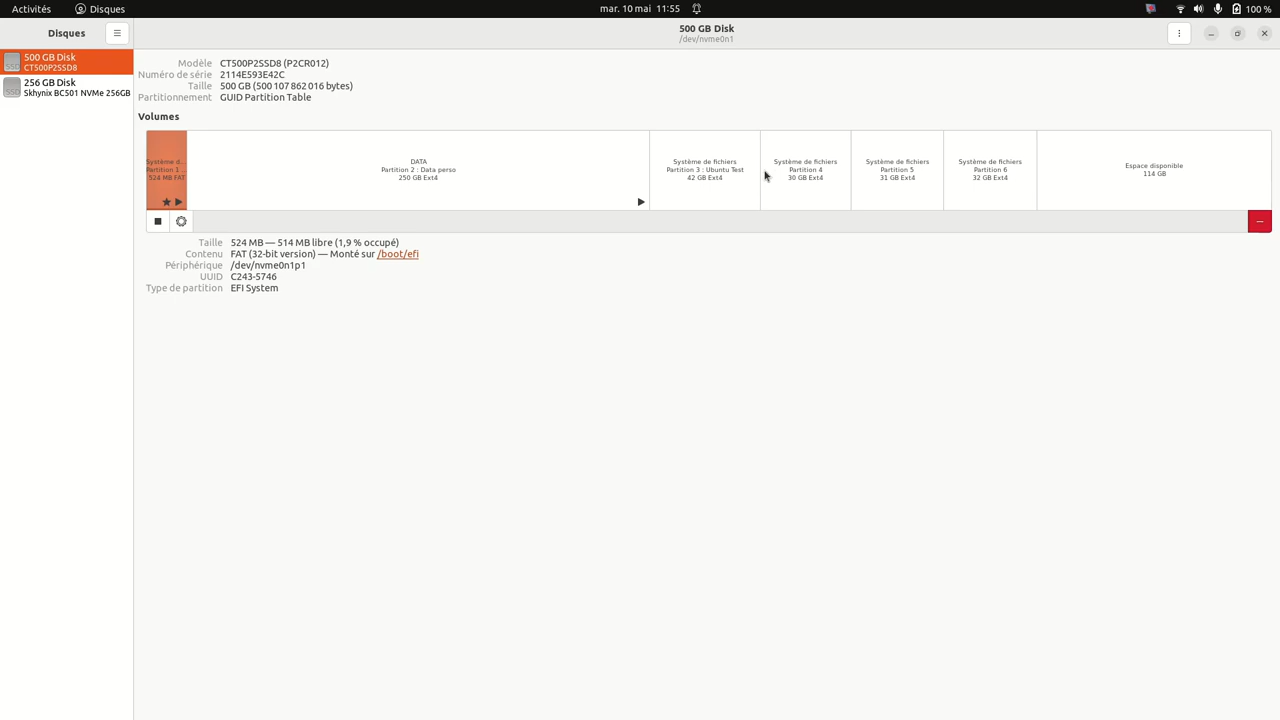 Activités Disques mar. 10 mai 11:55 100 %
Disques
500 GB Disk
/dev/nvme0n1
500 GB Disk
CT500P2SSD8
256 GB Disk
Skhynix BC501 NVMe 256GB
Modèle CT500P2SSD8 (P2CR012)
Numéro de série 2114E593E42C
Taille 500 GB (500 107 862 016 bytes)
Partitionnement GUID Partition Table
Volumes
Système d…
Partition 1 …
524 MB FAT
DATA
Partition 2 : Data perso
250 GB Ext4
Système de fichiers
Partition 3 : Ubuntu Test
42 GB Ext4
Système de fichiers
Partition 4
30 GB Ext4
Système de fichiers
Partition 5
31 GB Ext4
Système de fichiers
Partition 6
32 GB Ext4
Espace disponible
114 GB
Taille 524 MB — 514 MB libre (1,9 % occupé)
Contenu FAT (32-bit version) — Monté sur /boot/efi
Périphérique /dev/nvme0n1p1
UUID C243-5746
Type de partition EFI System